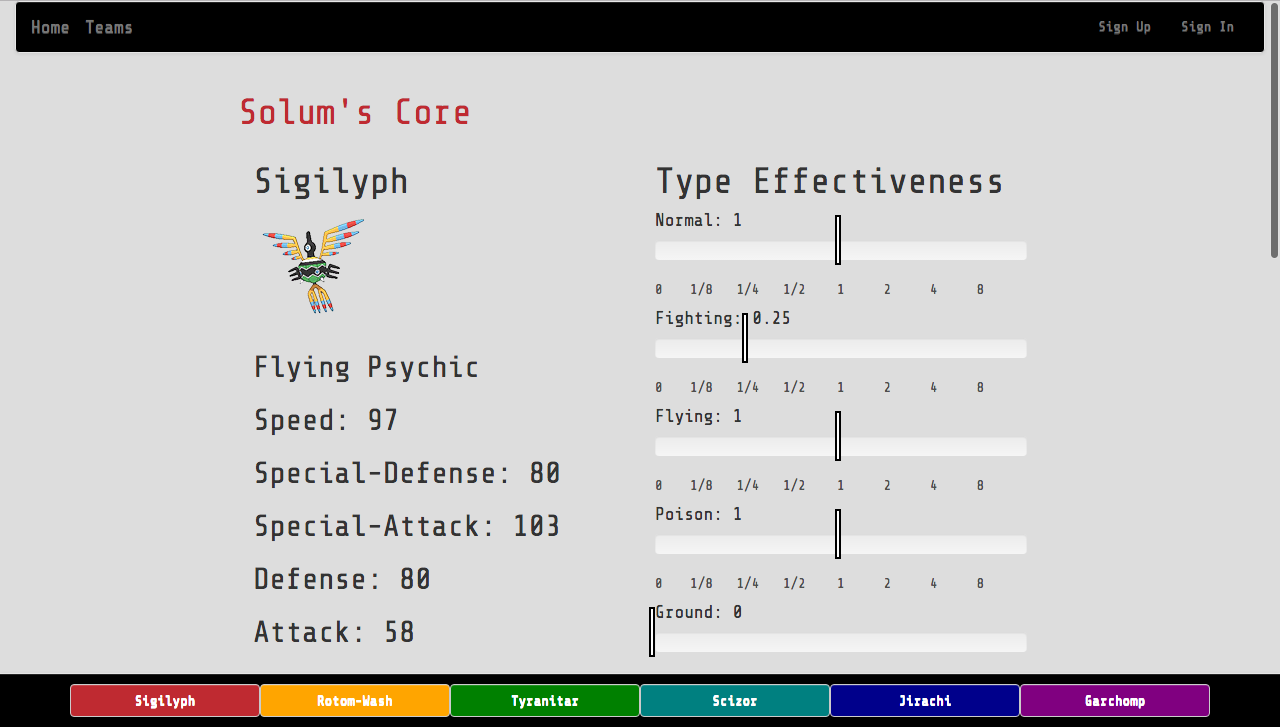 Home Teams Sign Up Sign In
Solum's Core
Sigilyph
Flying Psychic
Speed: 97
Special-Defense: 80
Special-Attack: 103
Defense: 80
Attack: 58
Type Effectiveness
Normal: 1
0 1/8 1/4 1/2 1 2 4 8
Fighting: 0.25
0 1/8 1/4 1/2 1 2 4 8
Flying: 1
0 1/8 1/4 1/2 1 2 4 8
Poison: 1
0 1/8 1/4 1/2 1 2 4 8
Ground: 0
Sigilyph Rotom-Wash Tyranitar Scizor Jirachi Garchomp